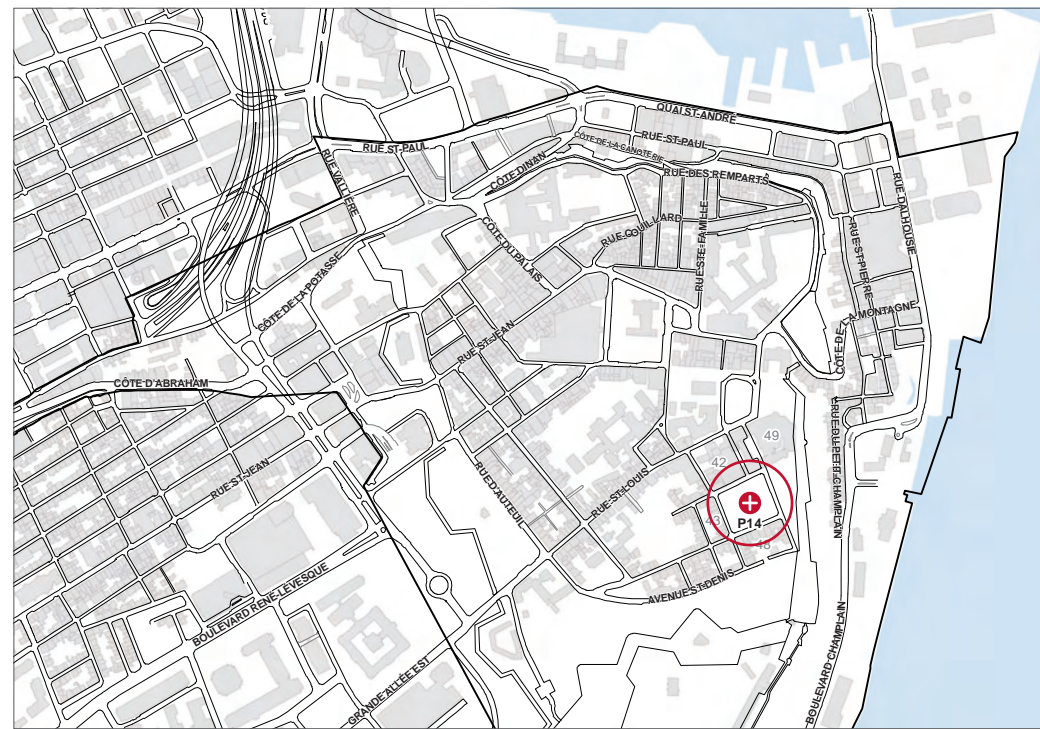 QUAI ST-ANDRÉ
RUE ST-PAUL
RUE ST-PAUL
CÔTE DE LA CANOTERIE
CÔTE DINAN
RUE DES REMPARTS
RUE VALLIÈRE
RUE DALHOUSIE
RUE COUILLARD
RUE STE-FAMILLE
CÔTE DU PALAIS
RUE ST-PIERRE
CÔTE DE LA POTASSE
CÔTE DE LA MONTAGNE
RUE ST-JEAN
CÔTE D'ABRAHAM
RUE DU PETIT-CHAMPLAIN
49
42
RUE ST-JEAN
RUE D'AUTEUIL
RUE ST-LOUIS
43
P14
48
AVENUE ST-DENIS
BOULEVARD RENÉ-LÉVESQUE
BOULEVARD CHAMPLAIN
GRANDE ALLÉE EST